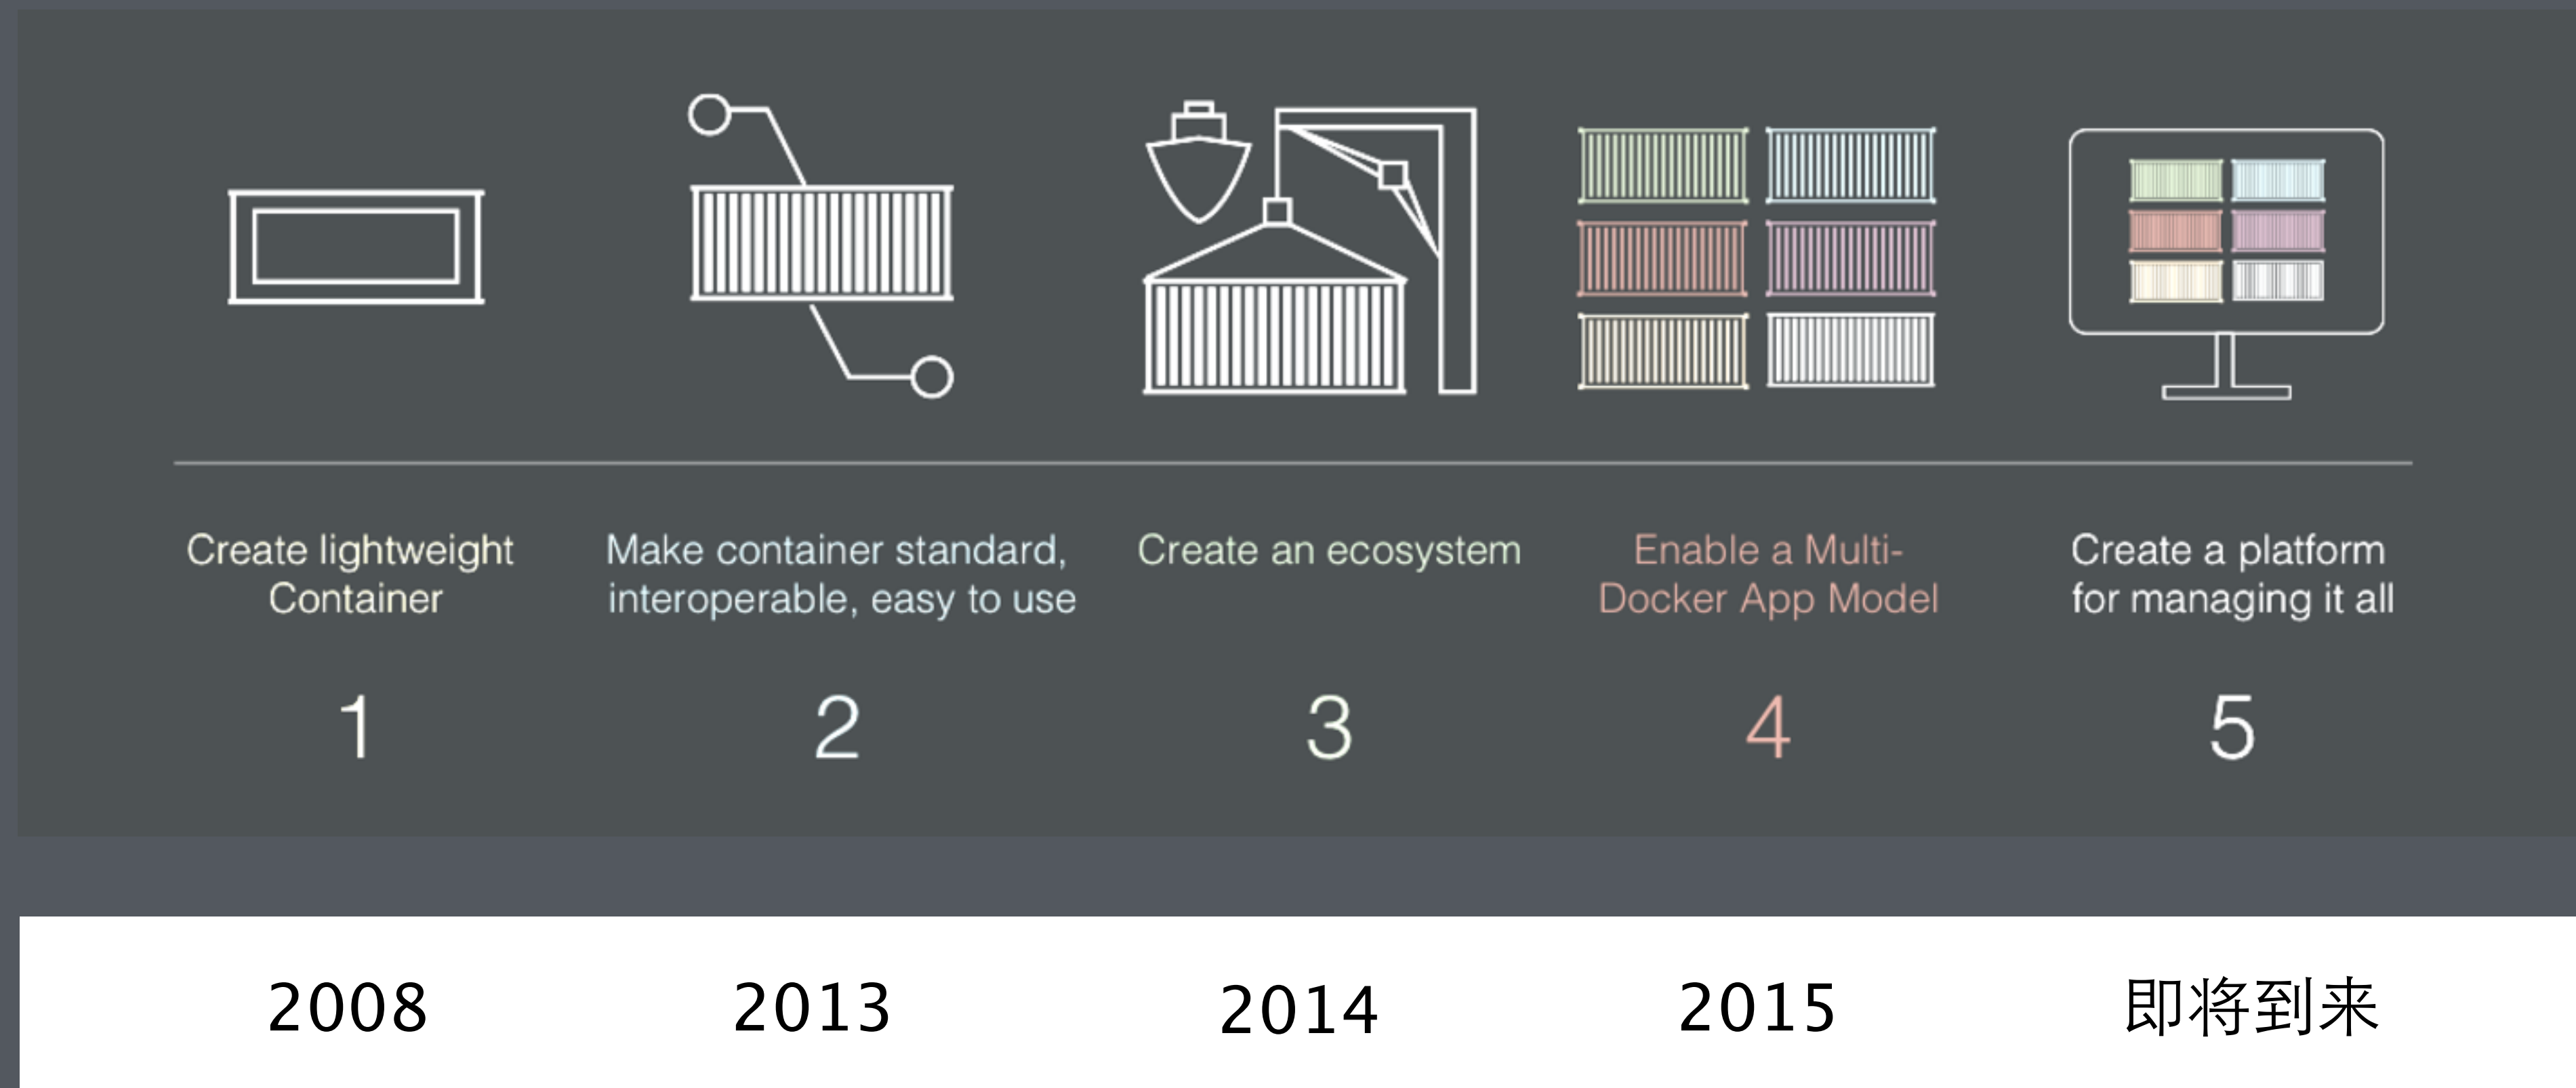 Create lightweight
Container
1
Make container standard,
interoperable, easy to use
2
Create an ecosystem
3
Enable a Multi-
Docker App Model
4
Create a platform
for managing it all
5
2008
2013
2014
2015
即将到来